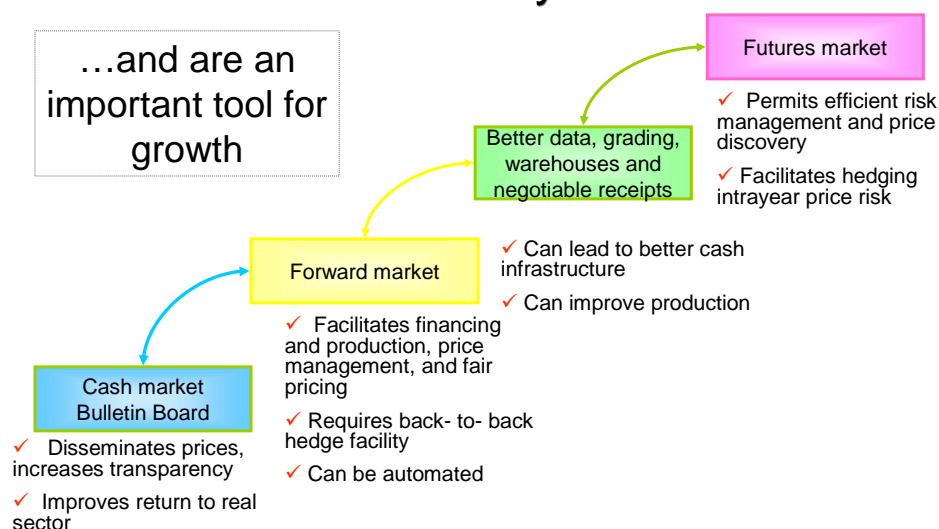 …and are an
important tool for
growth
Futures market
✓ Permits efficient risk
management and price
discovery
✓ Facilitates hedging
intrayear price risk
Better data, grading,
warehouses and
negotiable receipts
✓ Can lead to better cash
infrastructure
✓ Can improve production
Forward market
✓ Facilitates financing
and production, price
management, and fair
pricing
✓ Requires back- to- back
hedge facility
✓ Can be automated
Cash market
Bulletin Board
✓ Disseminates prices,
increases transparency
✓ Improves return to real
sector